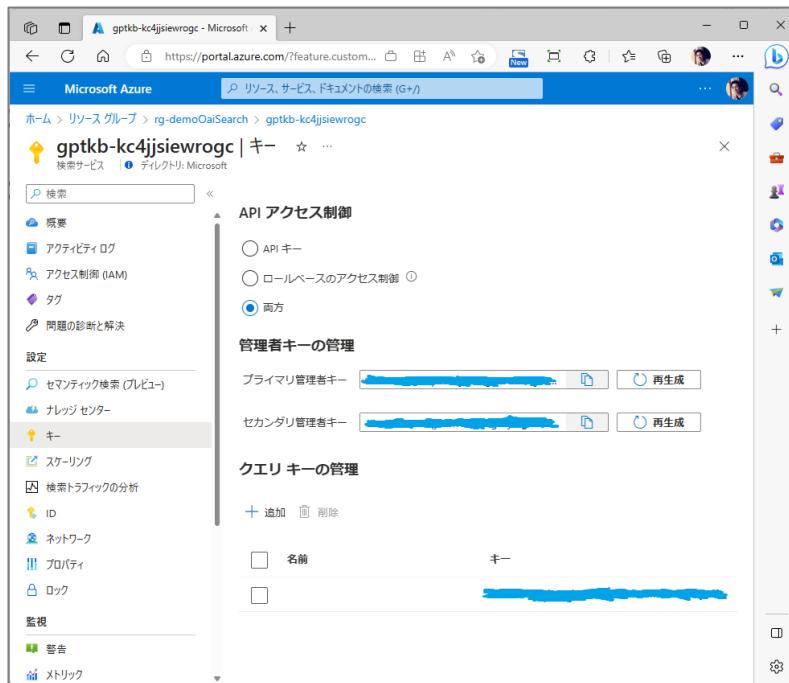 gptkb-kc4jjsiewrogc - Microsoft
https://portal.azure.com/?feature.custom...
New
Microsoft Azure
リソース、サービス、ドキュメントの検索 (G+/)
ホーム > リソース グループ > rg-demoOaiSearch > gptkb-kc4jjsiewrogc
gptkb-kc4jjsiewrogc | キー
検索サービス
ディレクトリ: Microsoft
検索
概要
アクティビティ ログ
アクセス制御 (IAM)
タグ
問題の診断と解決
設定
セマンティック検索 (プレビュー)
ナレッジ センター
キー
スケーリング
検索トラフィックの分析
ID
ネットワーク
プロパティ
ロック
監視
警告
メトリック
API アクセス制御
API キー
ロールベースのアクセス制御
両方
管理者キーの管理
プライマリ管理者キー
再生成
セカンダリ管理者キー
再生成
クエリ キーの管理
追加
削除
名前
キー